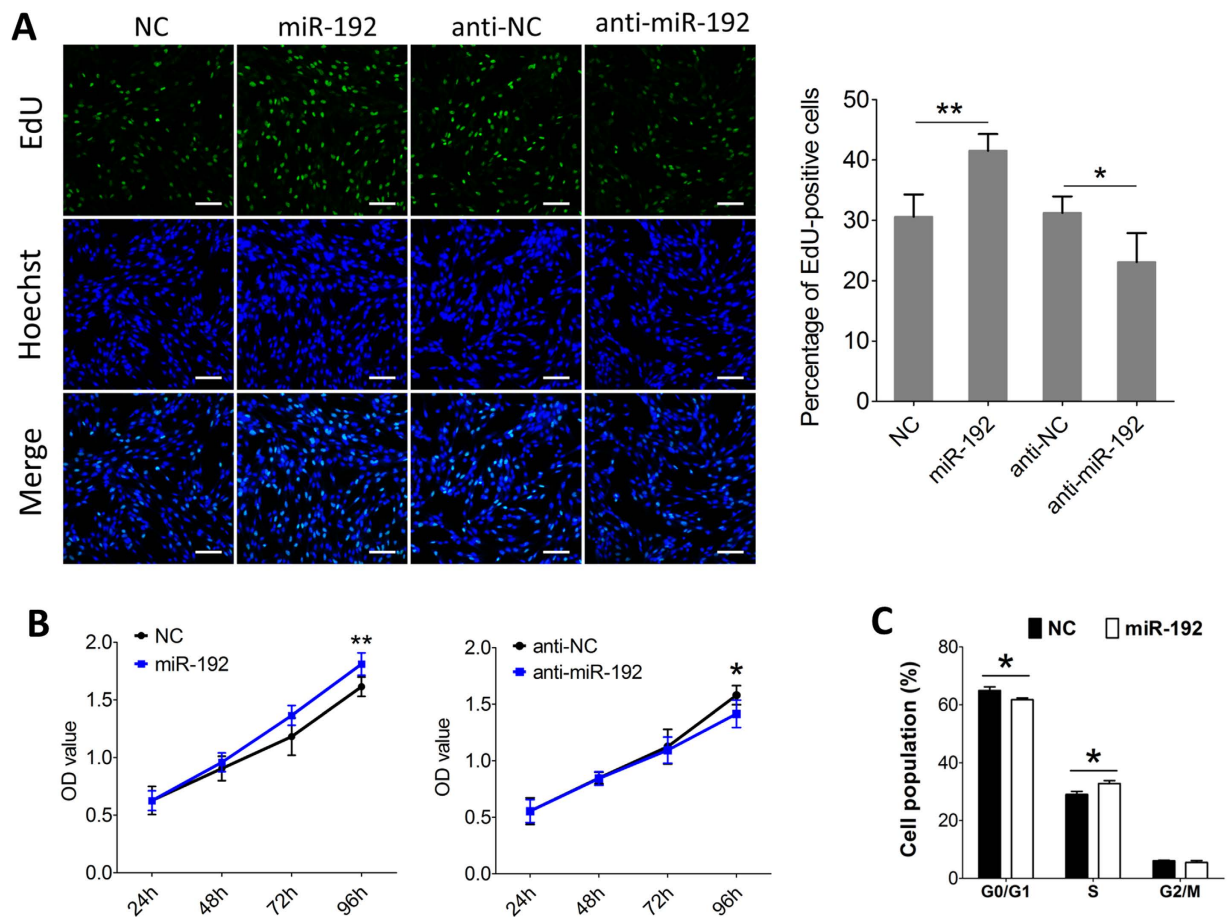 A
NC
miR-192
anti-NC
anti-miR-192
EdU
Hoechst
Merge
Percentage of EdU-positive cells
50
40
30
20
10
0
**
*
NC
miR-192
anti-NC
anti-miR-192
B
OD value
2.0
1.5
1.0
0.5
0.0
NC
miR-192
**
24h
48h
72h
96h
OD value
2.0
1.5
1.0
0.5
0.0
anti-NC
anti-miR-192
*
24h
48h
72h
96h
C
NC
miR-192
Cell population (%)
80
60
40
20
0
*
*
G0/G1
S
G2/M